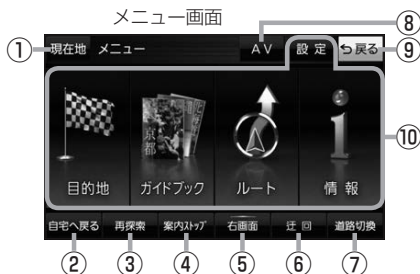 メニュー画面
⑧
① 現在地 メニュー AV 設定 戻る ⑨
⑩
京都
目的地 ガイドブック ルート 情報
自宅へ戻る 再探索 案内ストップ 右画面 迂回 道路切換
② ③ ④ ⑤ ⑥ ⑦